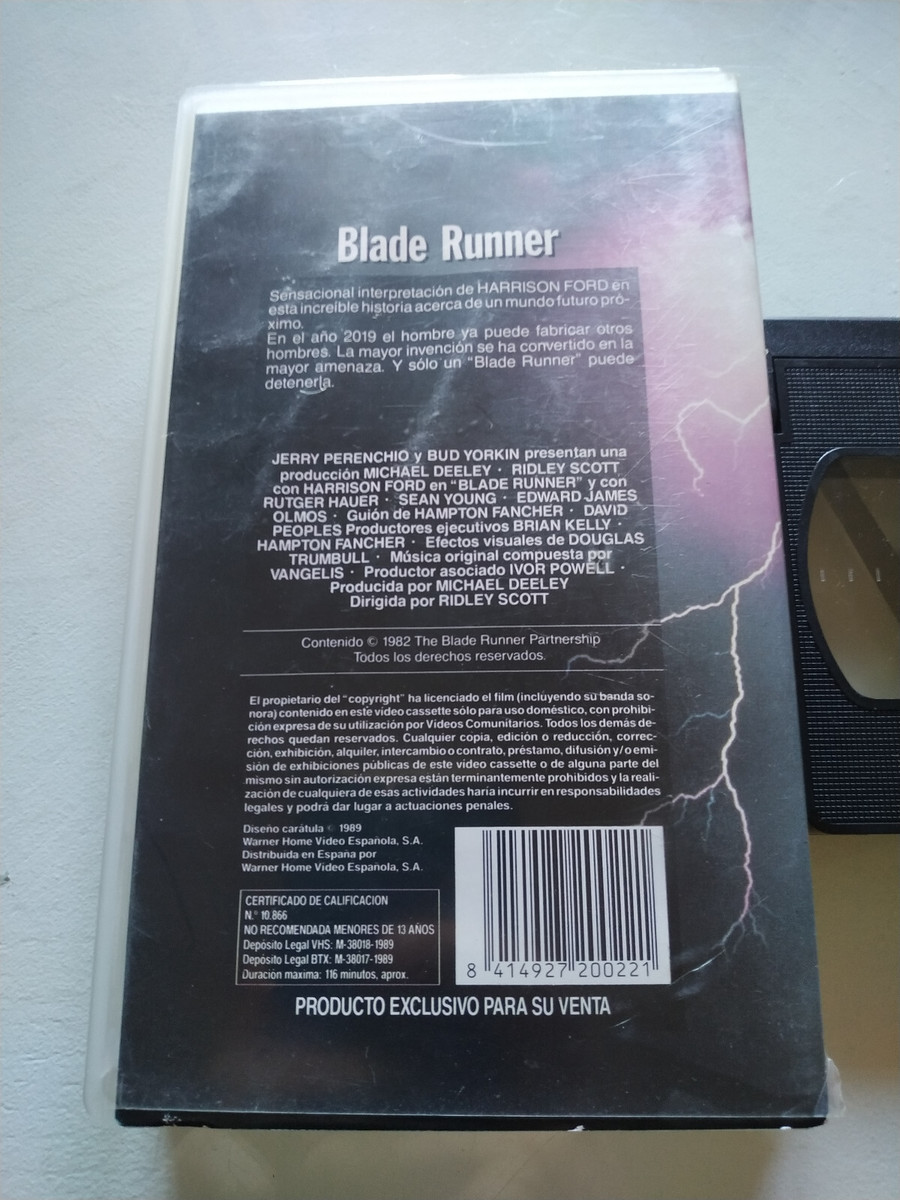 Blade Runner
Sensacional interpretación de HARRISON FORD en
esta increíble historia acerca de un mundo futuro pró-
ximo.
En el año 2019 el hombre ya puede fabricar otros
hombres. La mayor invención se ha convertido en la
mayor amenaza. Y sólo un "Blade Runner" puede
detenerla.
JERRY PERENCHIO y BUD YORKIN presentan una
producción MICHAEL DEELEY · RIDLEY SCOTT
con HARRISON FORD en "BLADE RUNNER" y con
RUTGER HAUER · SEAN YOUNG · EDWARD JAMES
OLMOS · Guión de HAMPTON FANCHER · DAVID
PEOPLES Productores ejecutivos BRIAN KELLY ·
HAMPTON FANCHER · Efectos visuales de DOUGLAS
TRUMBULL · Música original compuesta por
VANGELIS · Productor asociado IVOR POWELL ·
Producida por MICHAEL DEELEY
Dirigida por RIDLEY SCOTT
Contenido © 1982 The Blade Runner Partnership
Todos los derechos reservados.
El propietario del "copyright" ha licenciado el film (incluyendo su banda so-
nora) contenido en este vídeo cassette sólo para uso doméstico, con prohibi-
ción expresa de su utilización por Vídeos Comunitarios. Todos los demás de-
rechos quedan reservados. Cualquier copia, edición o reducción, correc-
ción, exhibición, alquiler, intercambio o contrato, préstamo, difusión y/o emi-
sión de exhibiciones públicas de este vídeo cassette o de alguna parte del
mismo sin autorización expresa están terminantemente prohibidos y la reali-
zación de cualquiera de esas actividades haría incurrir en responsabilidades
legales y podrá dar lugar a actuaciones penales.
Diseño carátula © 1989
Warner Home Video Española, S.A.
Distribuida en España por
Warner Home Video Española, S.A.
CERTIFICADO DE CALIFICACION
N.° 10.866
NO RECOMENDADA MENORES DE 13 AÑOS
Depósito Legal VHS: M-38018-1989
Depósito Legal BTX: M-38017-1989
Duración maxima: 116 minutos, aprox.
8 414927 200221
PRODUCTO EXCLUSIVO PARA SU VENTA